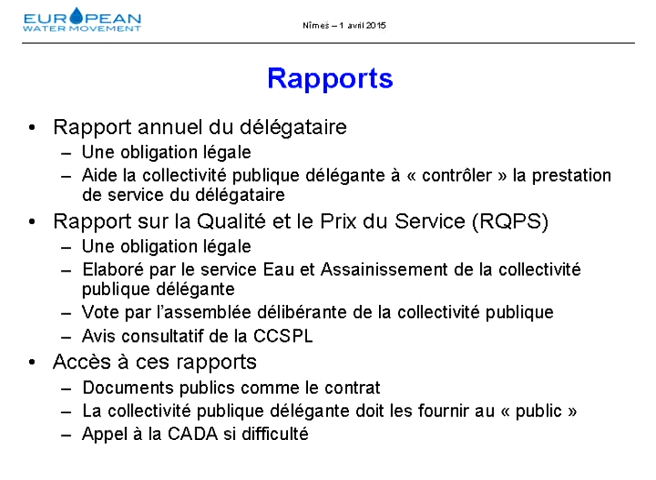 EUROPEAN
WATER MOVEMENT
Nîmes – 1 avril 2015
Rapports
• Rapport annuel du délégataire
– Une obligation légale
– Aide la collectivité publique délégante à « contrôler » la prestation
de service du délégataire
• Rapport sur la Qualité et le Prix du Service (RQPS)
– Une obligation légale
– Elaboré par le service Eau et Assainissement de la collectivité
publique délégante
– Vote par l’assemblée délibérante de la collectivité publique
– Avis consultatif de la CCSPL
• Accès à ces rapports
– Documents publics comme le contrat
– La collectivité publique délégante doit les fournir au « public »
– Appel à la CADA si difficulté